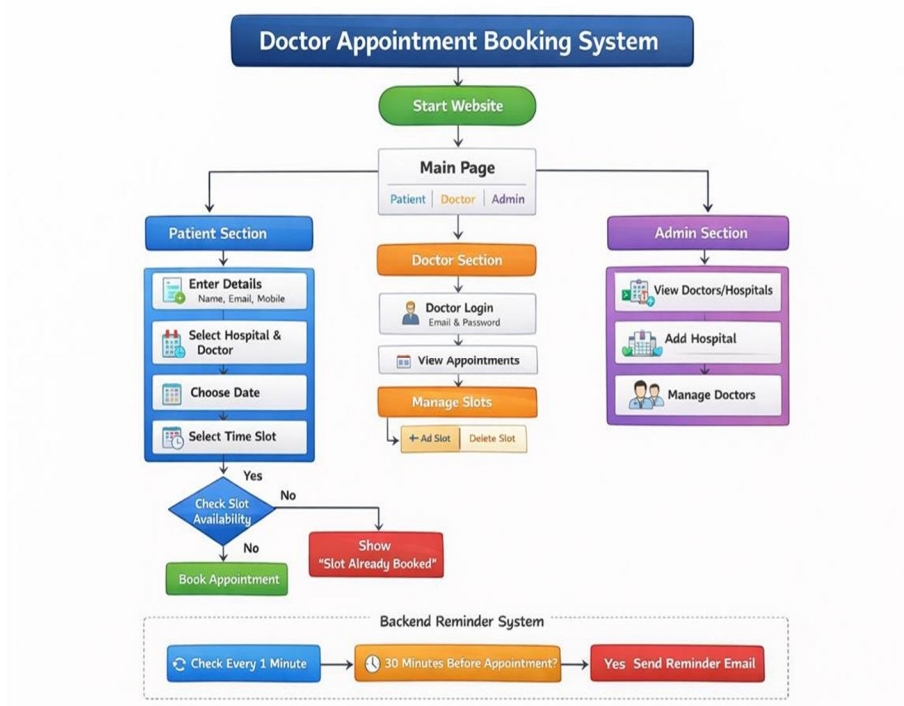 Doctor Appointment Booking System
Start Website
Main Page
Patient | Doctor | Admin
Patient Section
Enter Details
Name, Email, Mobile
Select Hospital &
Doctor
Choose Date
Select Time Slot
Yes
Check Slot
Availability
No
No
Book Appointment
Show
"Slot Already Booked"
Doctor Section
Doctor Login
Email & Password
View Appointments
Manage Slots
+ Ad Slot | Delete Slot
Admin Section
View Doctors/Hospitals
Add Hospital
Manage Doctors
Backend Reminder System
Check Every 1 Minute
30 Minutes Before Appointment?
Yes Send Reminder Email